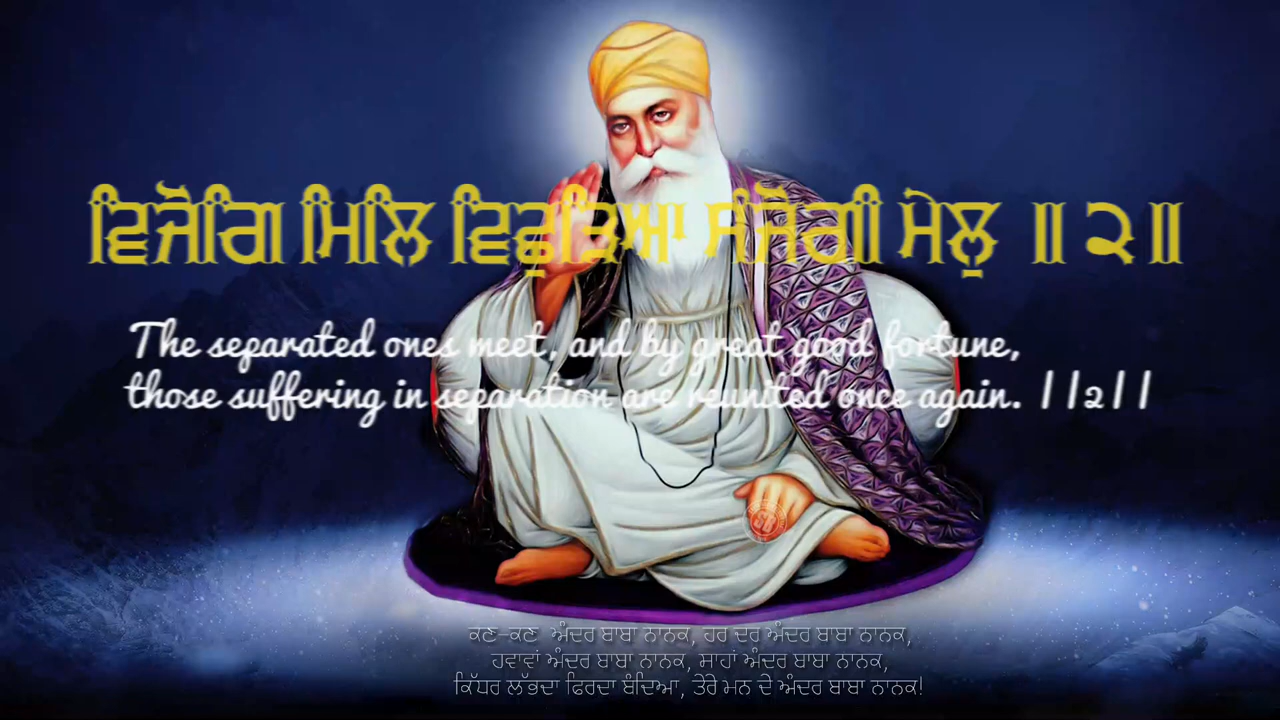 ਵਿਜੋਗਿ ਮਿਲਿ ਵਿਛੁੜਿਆ ਸੰਜੋਗੀ ਮੇਲੁ ॥੨॥
The separated ones meet, and by great good fortune,
those suffering in separation are reunited once again. ||2||
ਕਣ-ਕਣ ਅੰਦਰ ਬਾਬਾ ਨਾਨਕ, ਹਰ ਦਰ ਅੰਦਰ ਬਾਬਾ ਨਾਨਕ,
ਹਵਾਵਾਂ ਅੰਦਰ ਬਾਬਾ ਨਾਨਕ, ਸਾਹਾਂ ਅੰਦਰ ਬਾਬਾ ਨਾਨਕ,
ਕਿੱਧਰ ਲੱਭਦਾ ਫਿਰਦਾ ਬੰਦਿਆ, ਤੇਰੇ ਮਨ ਦੇ ਅੰਦਰ ਬਾਬਾ ਨਾਨਕ!